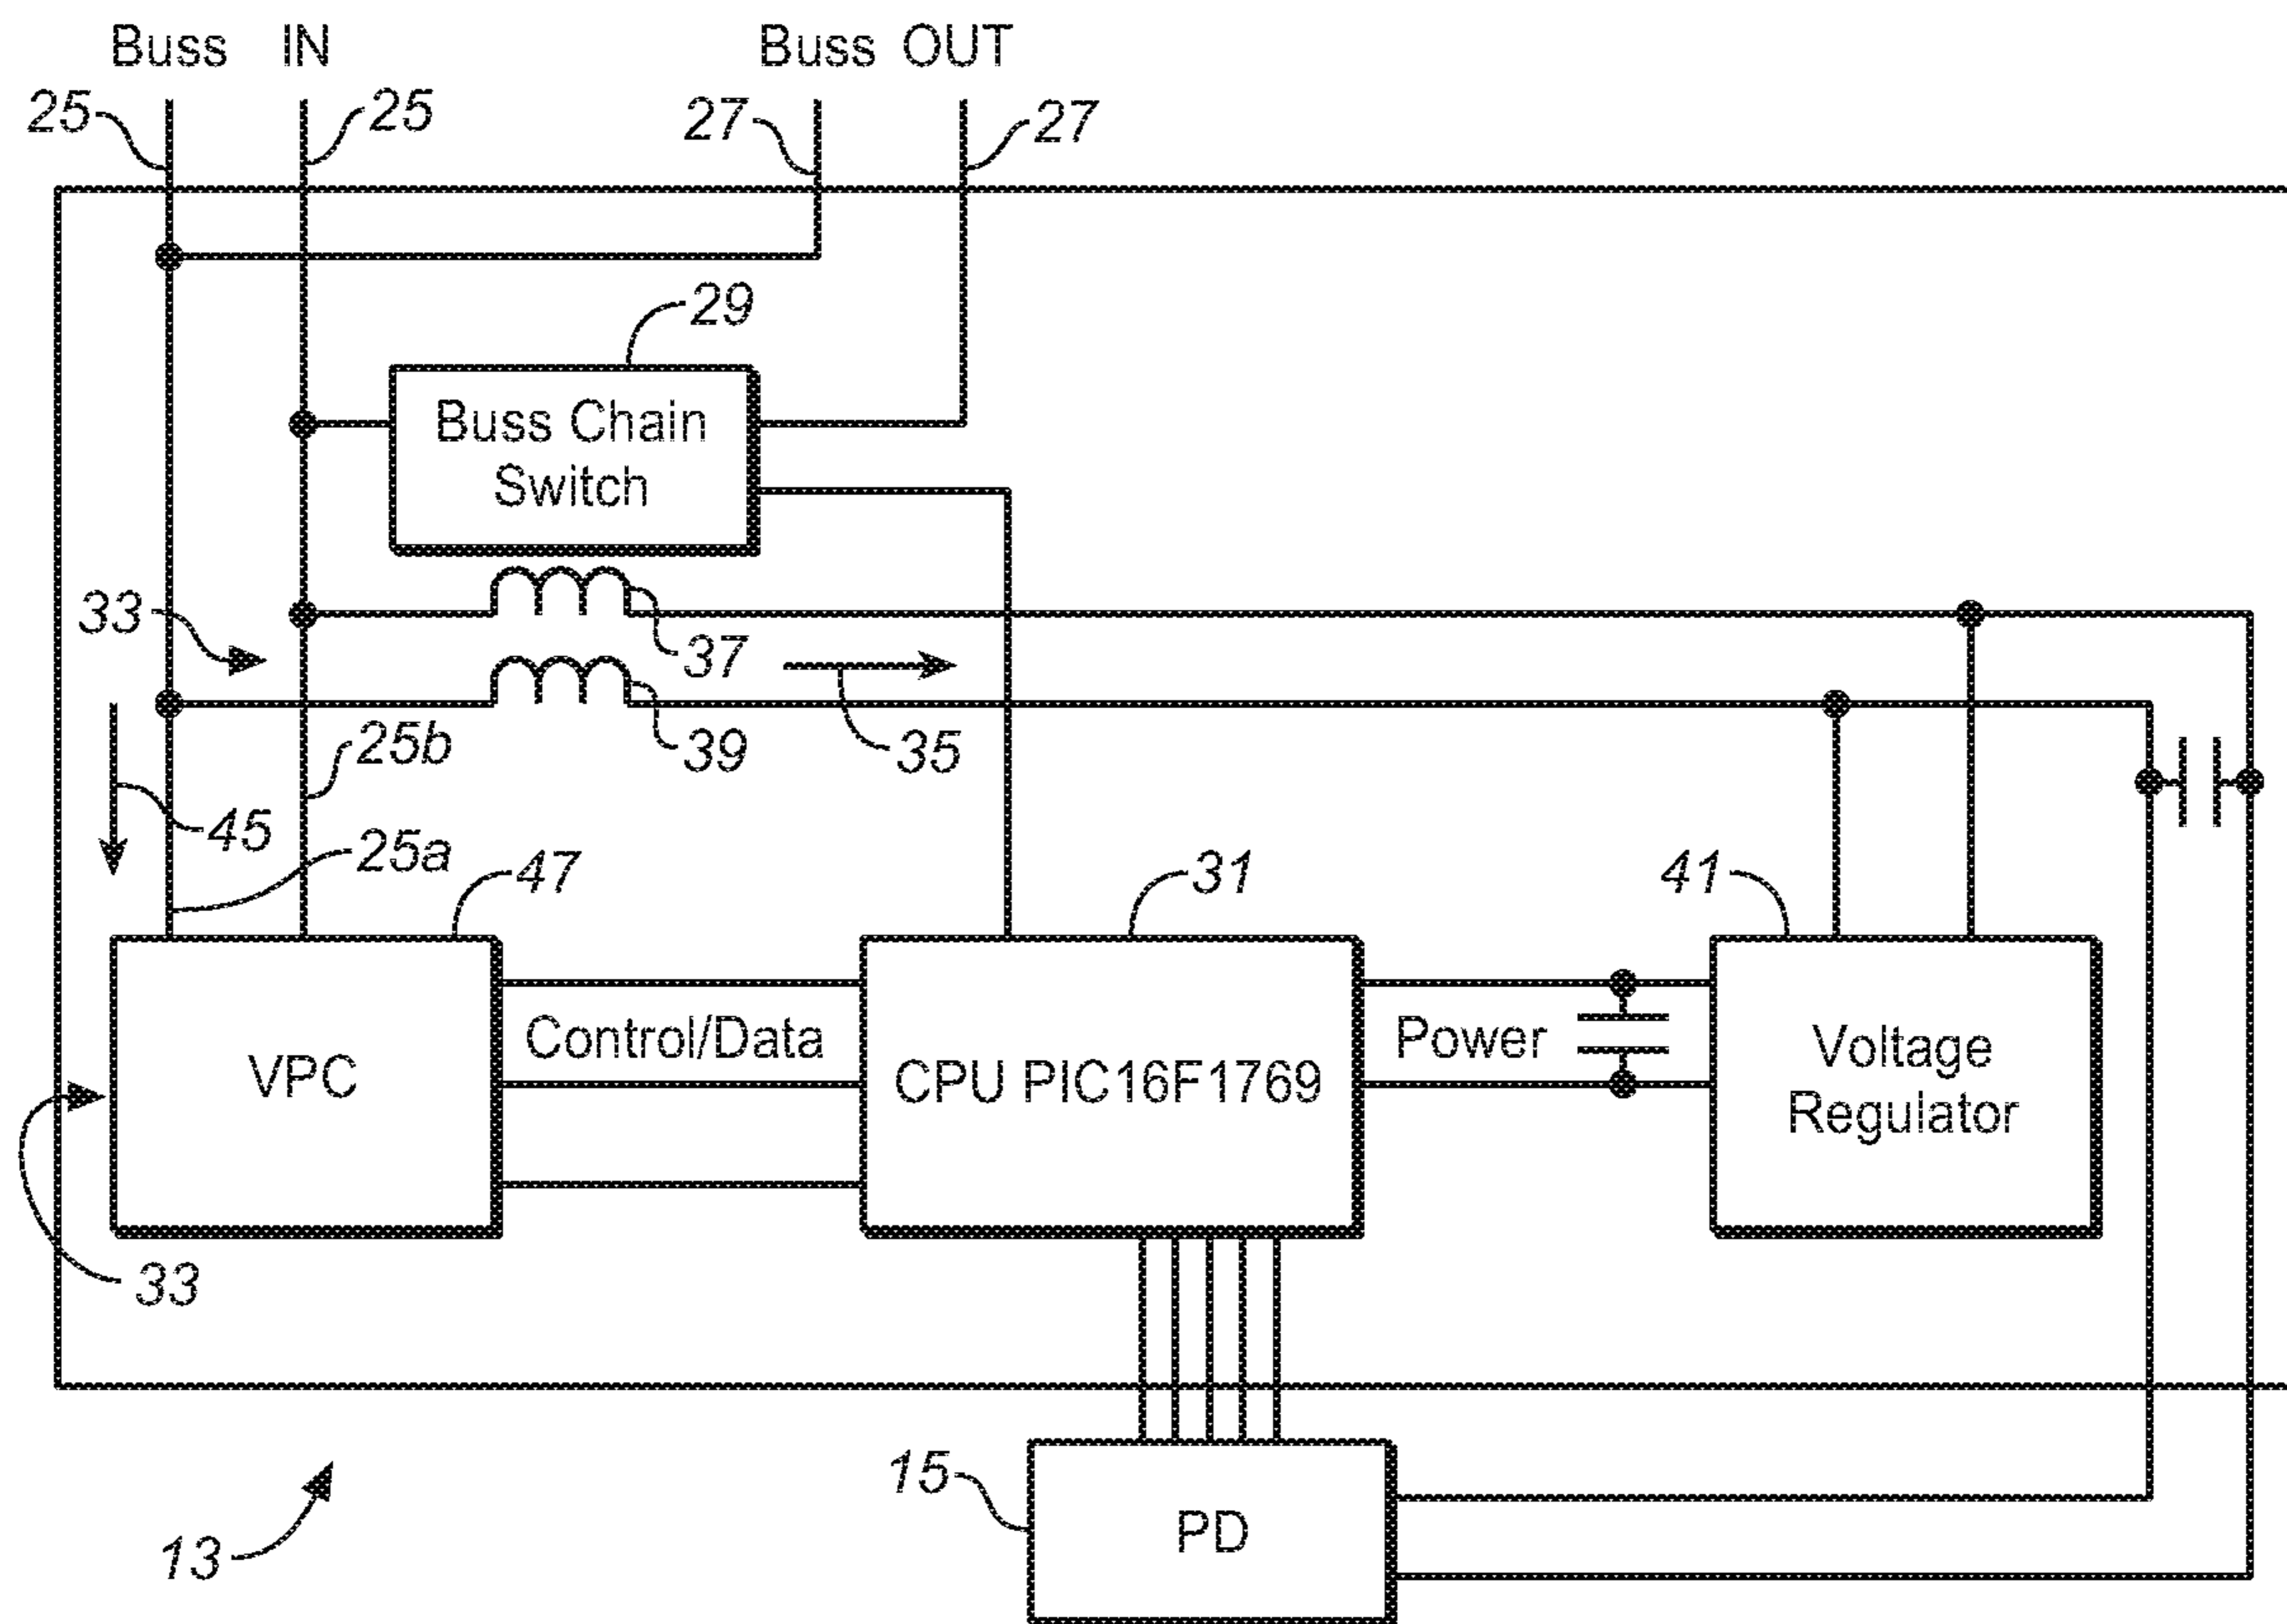 Buss IN
Buss OUT
25
25
27
27
29
Buss Chain
Switch
33
37
39
35
25b
45
25a
47
31
41
VPC
Control/Data
CPU PIC16F1769
Power
Voltage
Regulator
33
15
PD
13